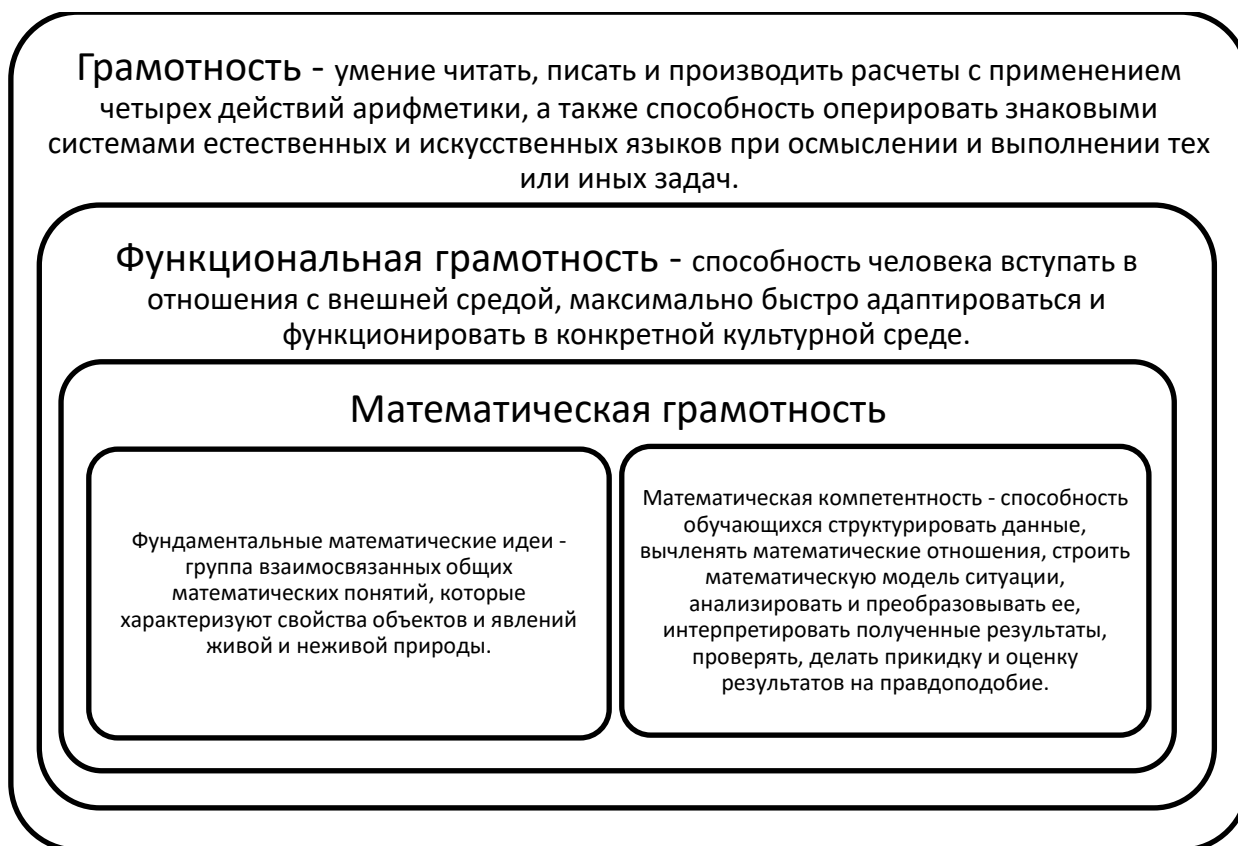 Грамотность - умение читать, писать и производить расчеты с применением
четырех действий арифметики, а также способность оперировать знаковыми
системами естественных и искусственных языков при осмыслении и выполнении тех
или иных задач.
Функциональная грамотность - способность человека вступать в
отношения с внешней средой, максимально быстро адаптироваться и
функционировать в конкретной культурной среде.
Математическая грамотность
Фундаментальные математические идеи -
группа взаимосвязанных общих
математических понятий, которые
характеризуют свойства объектов и явлений
живой и неживой природы.
Математическая компетентность - способность
обучающихся структурировать данные,
вычленять математические отношения, строить
математическую модель ситуации,
анализировать и преобразовывать ее,
интерпретировать полученные результаты,
проверять, делать прикидку и оценку
результатов на правдоподобие.